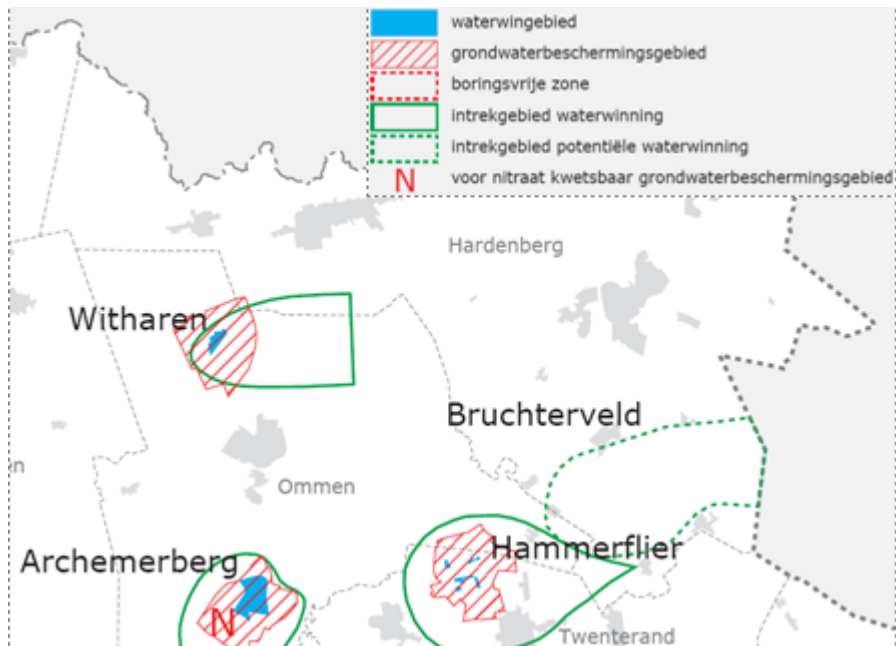 waterwingebied
grondwaterbeschermingsgebied
boringsvrije zone
intrekgebied waterwinning
intrekgebied potentiële waterwinning
N voor nitraat kwetsbaar grondwaterbeschermingsgebied
Hardenberg
Witharen
Bruchterveld
en
Ommen
Hammerflier
Archemerberg
N
Twenterand